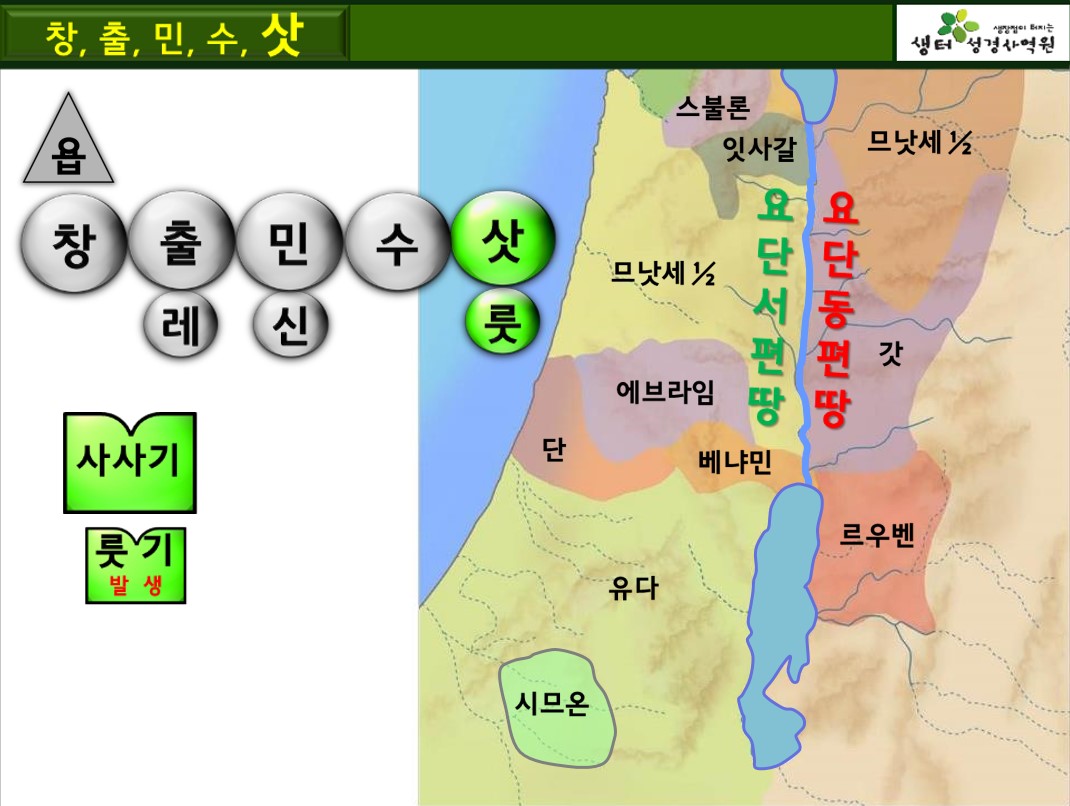 창, 출, 민, 수, 삿
생장점이 터지는
생터 성경사역원
욥
창 출 민 수 삿
레 신 룻
사사기
룻기
발 생
스불론
잇사갈
므낫세 ½
요단서편땅
요단동편땅
므낫세 ½
갓
에브라임
단
베냐민
르우벤
유다
시므온